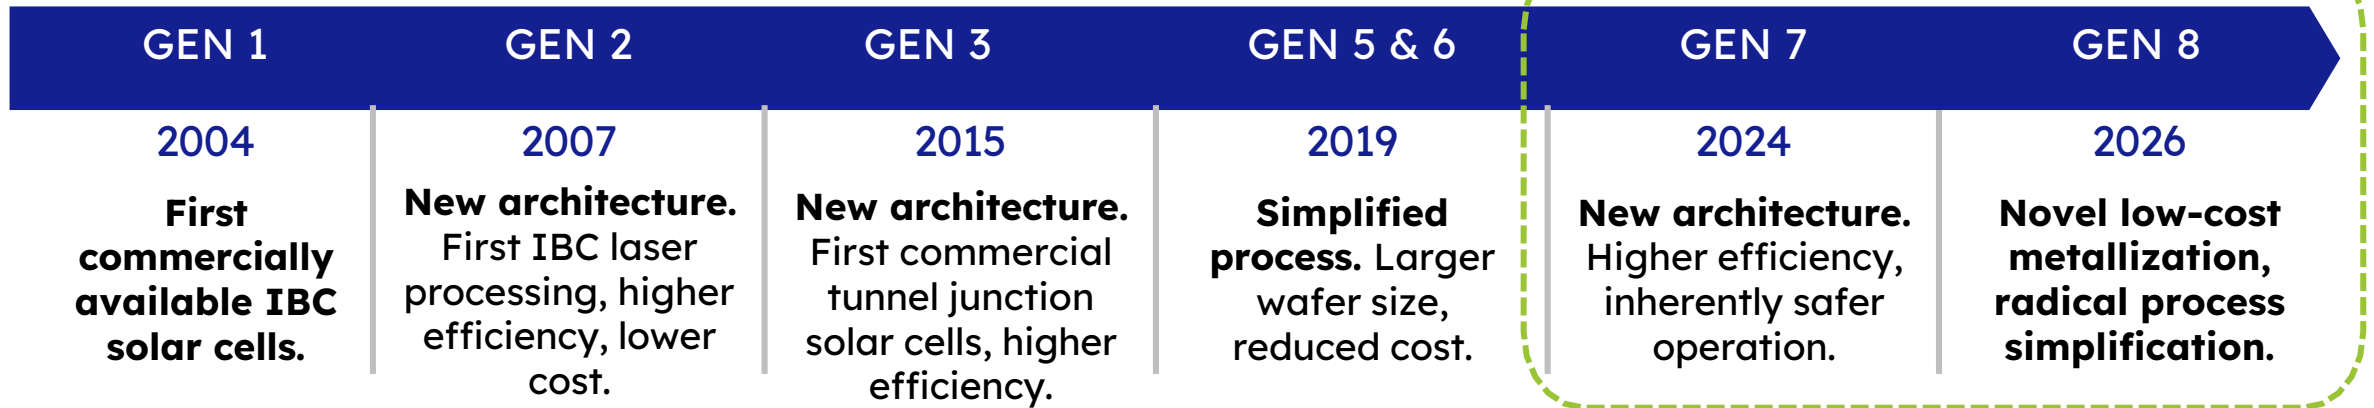 GEN 1
GEN 2
GEN 3
GEN 5 & 6
GEN 7
GEN 8
2004
First
commercially
available IBC
solar cells.
2007
New architecture.
First IBC laser
processing, higher
efficiency, lower
cost.
2015
New architecture.
First commercial
tunnel junction
solar cells, higher
efficiency.
2019
Simplified
process. Larger
wafer size,
reduced cost.
2024
New architecture.
Higher efficiency,
inherently safer
operation.
2026
Novel low-cost
metallization,
radical process
simplification.